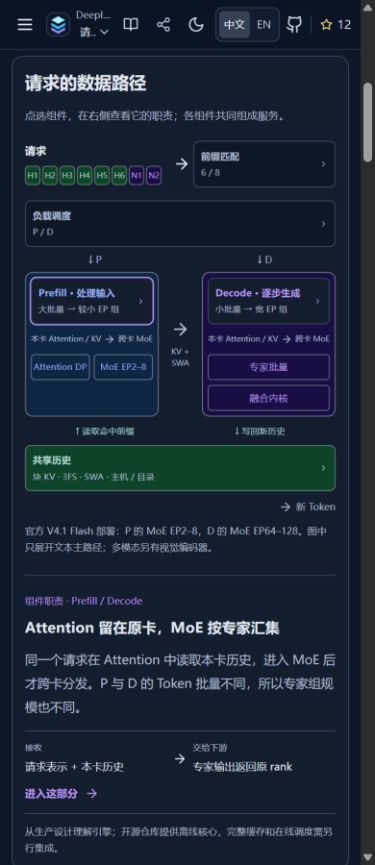 Deepl...
请..
中文
EN
12
请求的数据路径
点选组件，在右侧查看它的职责；各组件共同组成服务。
请求
H1 H2 H3 H4 H5 H6 N1 N2
→
前缀匹配
6 / 8
›
负载调度
P / D
›
↓ P
↓ D
Prefill · 处理输入
大批量 → 较小 EP 组
›
本卡 Attention / KV → 跨卡 MoE
Attention DP
MoE EP2–8
→
KV +
SWA
Decode · 逐步生成
小批量 → 宽 EP 组
›
本卡 Attention / KV → 跨卡 MoE
专家批量
融合内核
↑ 读取命中前缀
↓ 写回新历史
共享历史
块 KV · 3FS · SWA · 主机 / 目录
›
→ 新 Token
官方 V4.1 Flash 部署：P 的 MoE EP2–8，D 的 MoE EP64–128。图中
只展开文本主路径；多模态另有视觉编码器。
组件职责 · Prefill / Decode
Attention 留在原卡，MoE 按专家汇集
同一个请求在 Attention 中读取本卡历史，进入 MoE 后
才跨卡分发。P 与 D 的 Token 批量不同，所以专家组规
模也不同。
接收
请求表示 + 本卡历史
→
交给下游
专家输出返回原 rank
进入这部分 →
从生产设计理解引擎；开源仓库提供离线核心，完整缓存和在线调度需另
行集成。